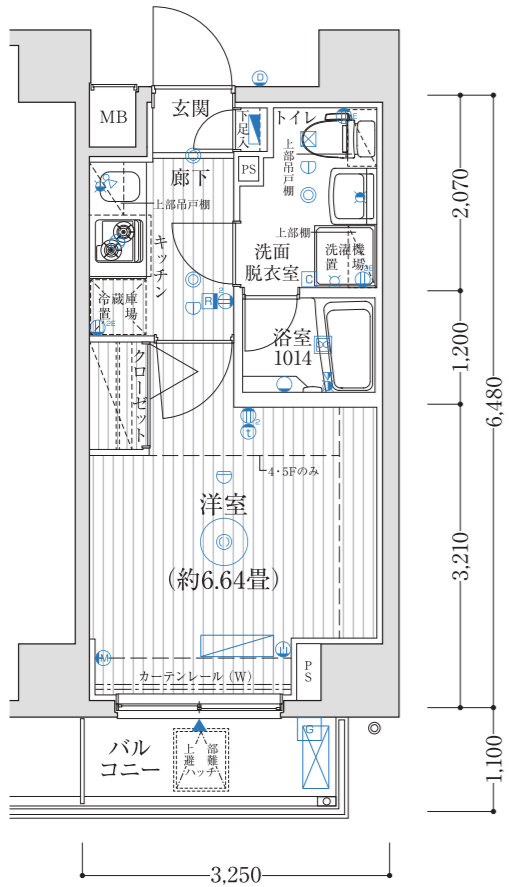 D
玄関
MB
下足入
トイレ
E
上部吊戸棚
PS
廊下
上部吊戸棚
キッチン
上部棚
洗面
脱衣室
洗濯機
置場
2E
C
冷蔵庫
置場
2E
R
2
浴室
1014
クローゼット
2
t
4・5Fのみ
洋室
(約6.64畳)
M
E
PS
カーテンレール(W)
バル
コニー
上部
避難
ハッチ
G
2,070
1,200
3,210
6,480
1,100
3,250